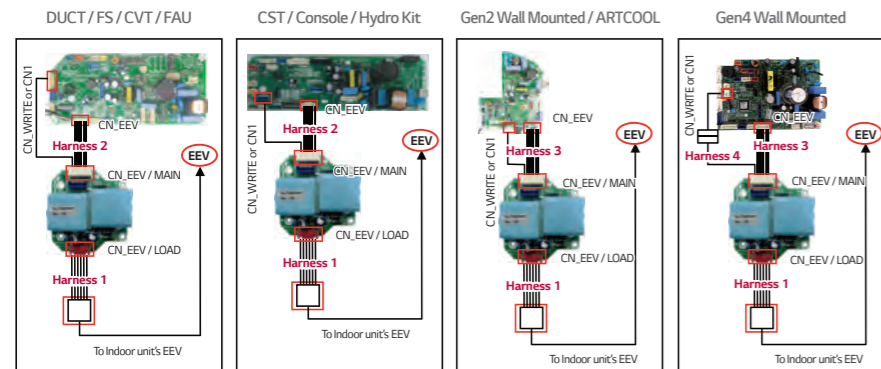 DUCT / FS / CVT / FAU
CN_WRITE or CN1
CN_EEV
Harness 2
EEV
CN_EEV / MAIN
CN_EEV / LOAD
Harness 1
To Indoor unit's EEV
CST / Console / Hydro Kit
CN_WRITE or CN1
CN_EEV
Harness 2
EEV
CN_EEV / MAIN
CN_EEV / LOAD
Harness 1
To Indoor unit's EEV
Gen2 Wall Mounted / ARTCOOL
CN_WRITE or CN1
CN_EEV
Harness 3
EEV
CN_EEV / MAIN
CN_EEV / LOAD
Harness 1
To Indoor unit's EEV
Gen4 Wall Mounted
CN_WRITE or CN1
CN_EEV
Harness 4
Harness 3
EEV
CN_EEV / MAIN
CN_EEV / LOAD
Harness 1
To Indoor unit's EEV